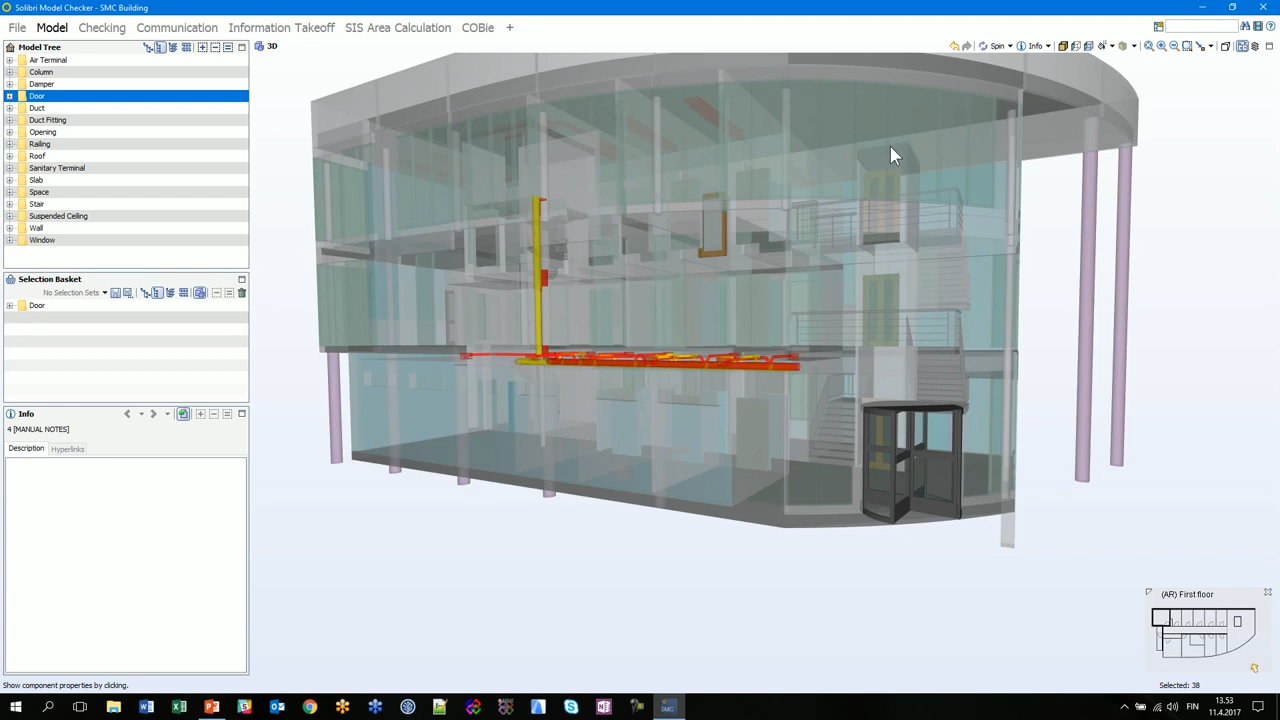 Solibri Model Checker - SMC Building
File Model Checking Communication Information Takeoff SIS Area Calculation COBie +
Model Tree
Air Terminal
Column
Damper
Door
Duct
Duct Fitting
Opening
Railing
Roof
Sanitary Terminal
Slab
Space
Stair
Suspended Ceiling
Wall
Window
Selection Basket
No Selection Sets
Door
Info
4 [MANUAL NOTES]
Description Hyperlinks
Show component properties by clicking.
3D
Spin Info
(AR) First floor
Selected: 38
FIN
13.53
11.4.2017
SMC